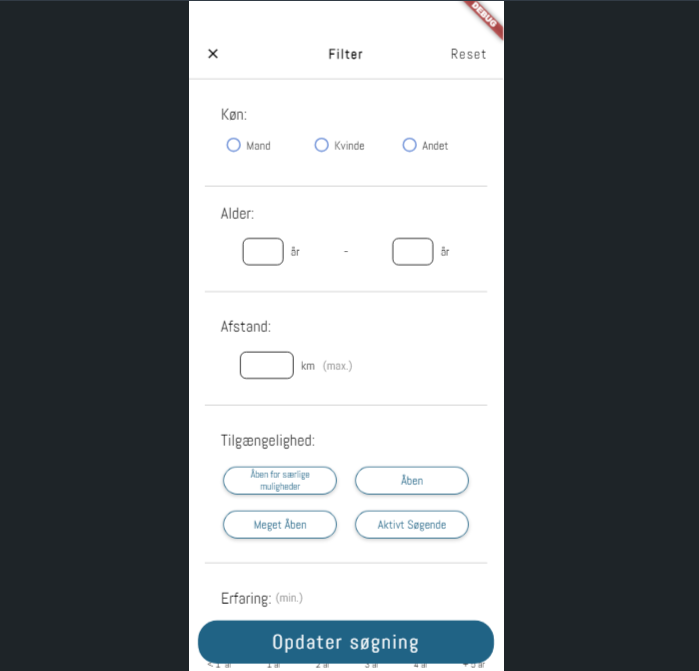 DEBUG
✕ Filter Reset
Køn:
Mand Kvinde Andet
Alder:
år - år
Afstand:
km (max.)
Tilgængelighed:
Åben for særlige
muligheder
Åben
Meget Åben Aktivt Søgende
Erfaring: (min.)
Opdater søgning